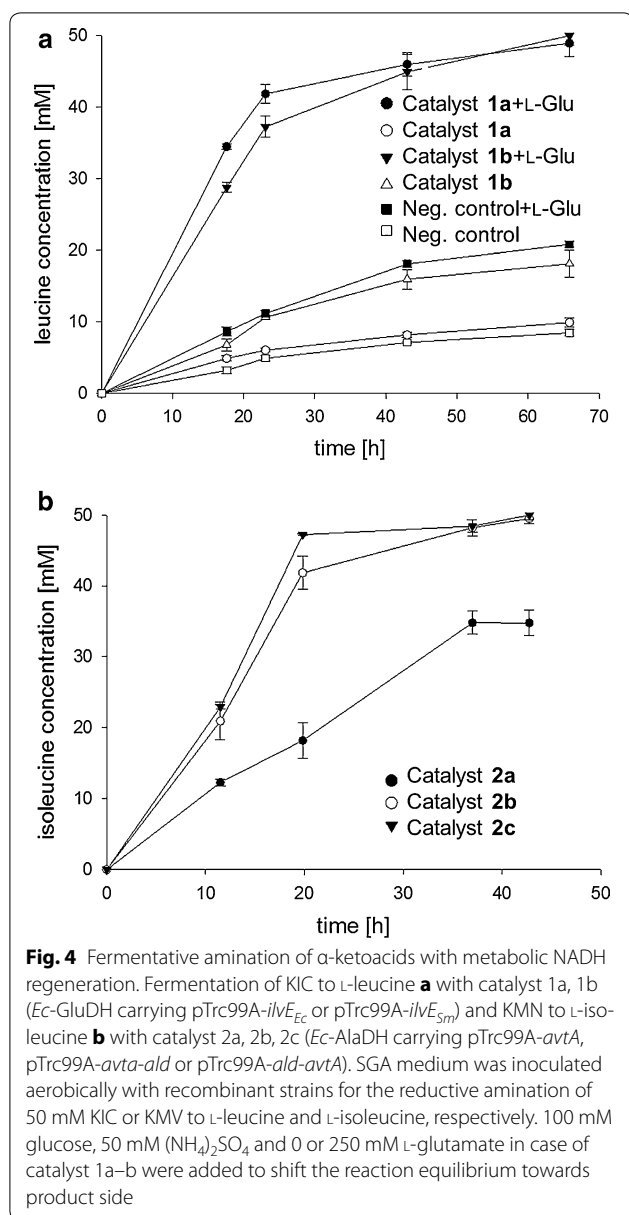 a
50
40
30
20
10
0
leucine concentration [mM]
Catalyst 1a+L-Glu
Catalyst 1a
Catalyst 1b+L-Glu
Catalyst 1b
Neg. control+L-Glu
Neg. control
0 10 20 30 40 50 60 70
time [h]
b
50
40
30
20
10
0
isoleucine concentration [mM]
Catalyst 2a
Catalyst 2b
Catalyst 2c
0 10 20 30 40 50
time [h]
Fig. 4 Fermentative amination of α-ketoacids with metabolic NADH
regeneration. Fermentation of KIC to L-leucine a with catalyst 1a, 1b
(Ec-GluDH carrying pTrc99A-ilvE_Ec or pTrc99A-ilvE_Sm) and KMN to L-iso-
leucine b with catalyst 2a, 2b, 2c (Ec-AlaDH carrying pTrc99A-avtA,
pTrc99A-avta-ald or pTrc99A-ald-avtA). SGA medium was inoculated
aerobically with recombinant strains for the reductive amination of
50 mM KIC or KMV to L-leucine and L-isoleucine, respectively. 100 mM
glucose, 50 mM (NH4)2SO4 and 0 or 250 mM L-glutamate in case of
catalyst 1a–b were added to shift the reaction equilibrium towards
product side